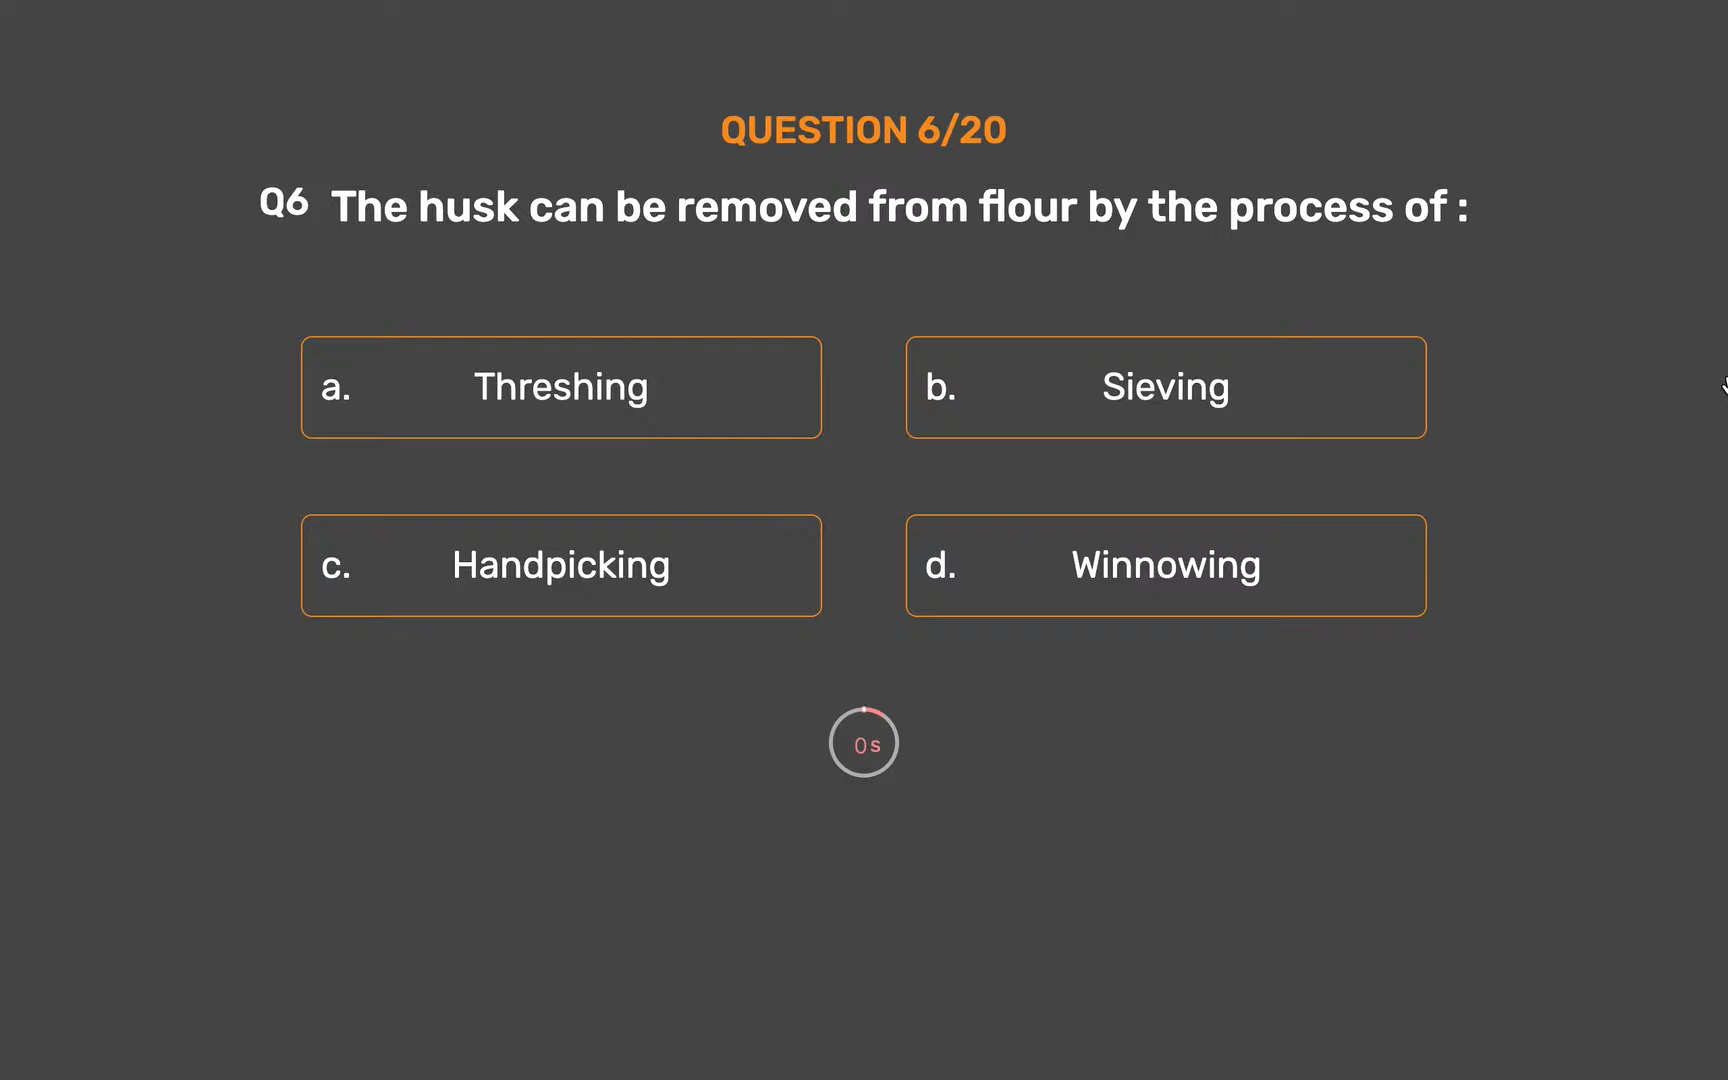 QUESTION 6/20
Q6 The husk can be removed from flour by the process of :
a. Threshing
b. Sieving
c. Handpicking
d. Winnowing
0s